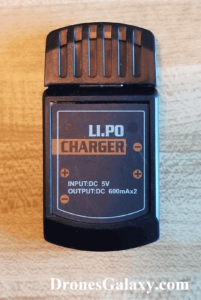 LI.PO
CHARGER
INPUT:DC 5V
OUTPUT:DC 600mAx2
DronesGalaxy.com